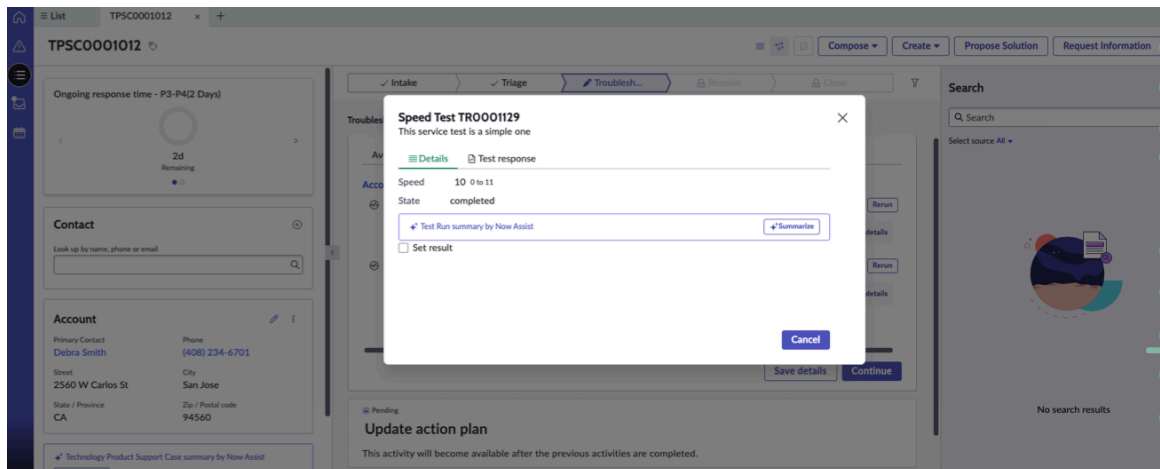 List
TPSC0001012
TPSC0001012
Compose
Create
Propose Solution
Request Information
Ongoing response time - P3-P4(2 Days)
2d
Remaining
Contact
Look up by name, phone or email
Account
Primary Contact
Phone
Debra Smith
(408) 234-6701
Street
City
2560 W Carlos St
San Jose
State / Province
Zip / Postal code
CA
94560
Technology Product Support Case summary by Now Assist
Intake
Triage
Troublesh...
Resolve
Close
Troubles
Av
Acco
Speed Test TR0001129
This service test is a simple one
Details
Test response
Speed
10 0 to 11
State
completed
Test Run summary by Now Assist
Summarize
Set result
Cancel
Rerun
details
Rerun
details
Save details
Continue
Pending
Update action plan
This activity will become available after the previous activities are completed.
Search
Search
Select source All
No search results